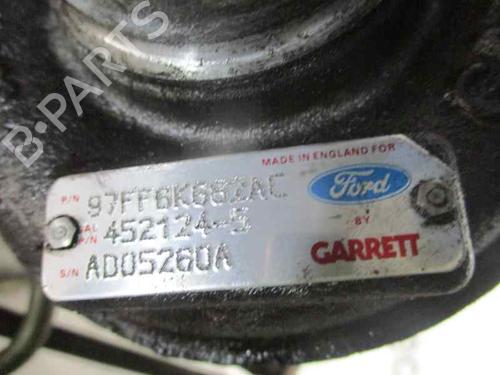 B-PARTS
MADE IN ENGLAND FOR
P/N 97FF6K682AC
Ford
P/N 452124-5
BY
GARRETT
S/N AD05260A